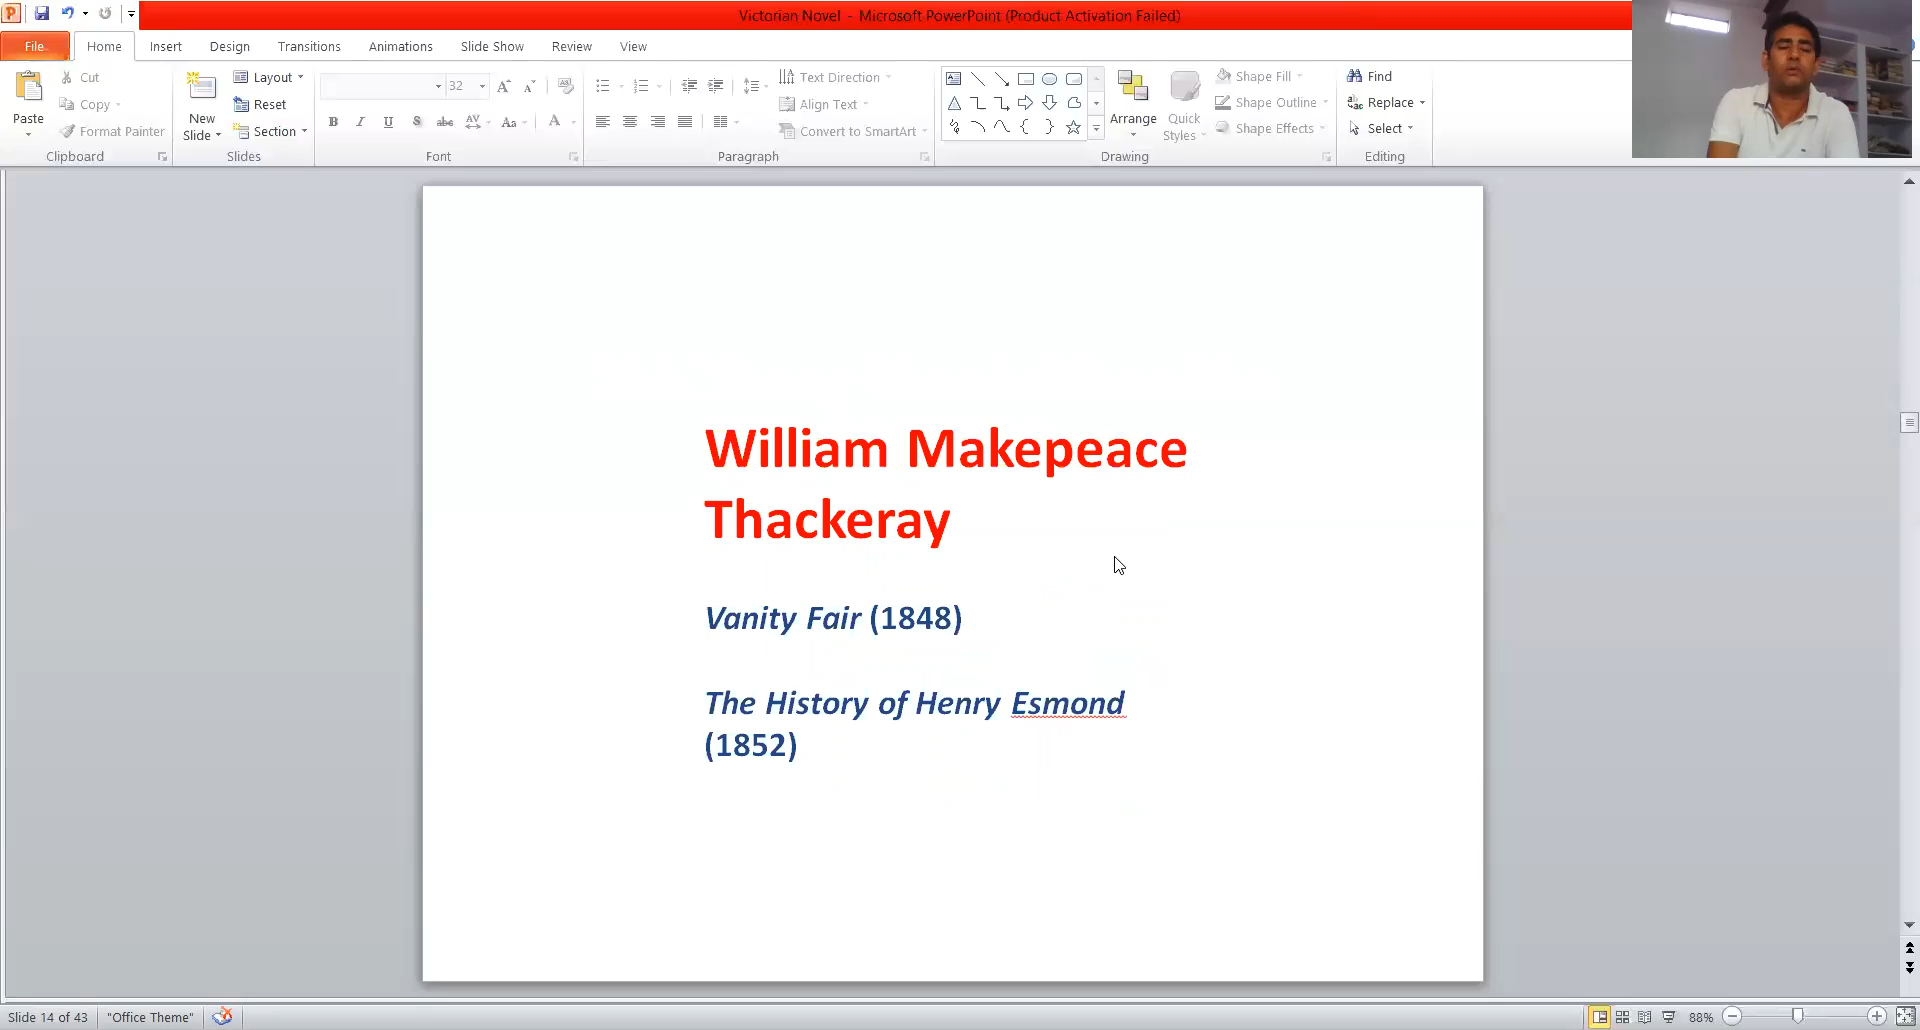 Victorian Novel - Microsoft PowerPoint (Product Activation Failed)
File Home Insert Design Transitions Animations Slide Show Review View
Paste
Cut
Copy
Format Painter
Clipboard
New
Slide
Layout
Reset
Section
Slides
32
Font
Text Direction
Align Text
Convert to SmartArt
Paragraph
Arrange
Quick
Styles
Shape Fill
Shape Outline
Shape Effects
Drawing
Find
Replace
Select
Editing
William Makepeace
Thackeray
Vanity Fair (1848)
The History of Henry Esmond
(1852)
Slide 14 of 43 "Office Theme" 88%